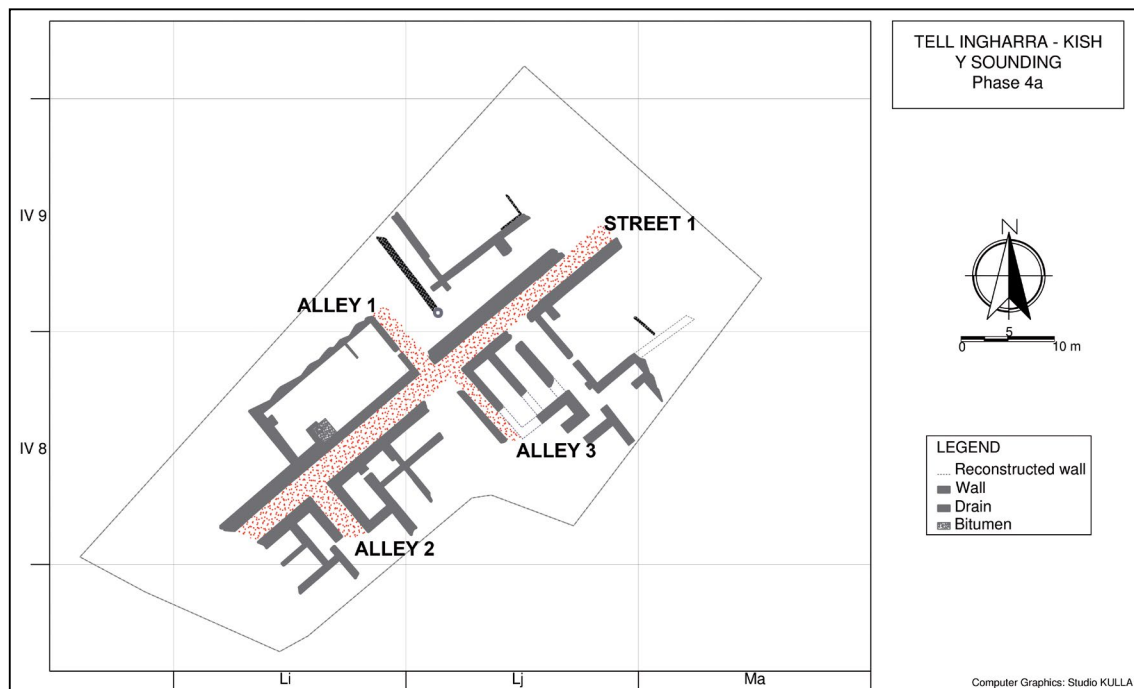 TELL INGHARRA - KISH
Y SOUNDING
Phase 4a
IV 9
STREET 1
ALLEY 1
N
5
0 10 m
IV 8
ALLEY 3
ALLEY 2
LEGEND
Reconstructed wall
Wall
Drain
Bitumen
Li Lj Ma
Computer Graphics: Studio KULLA